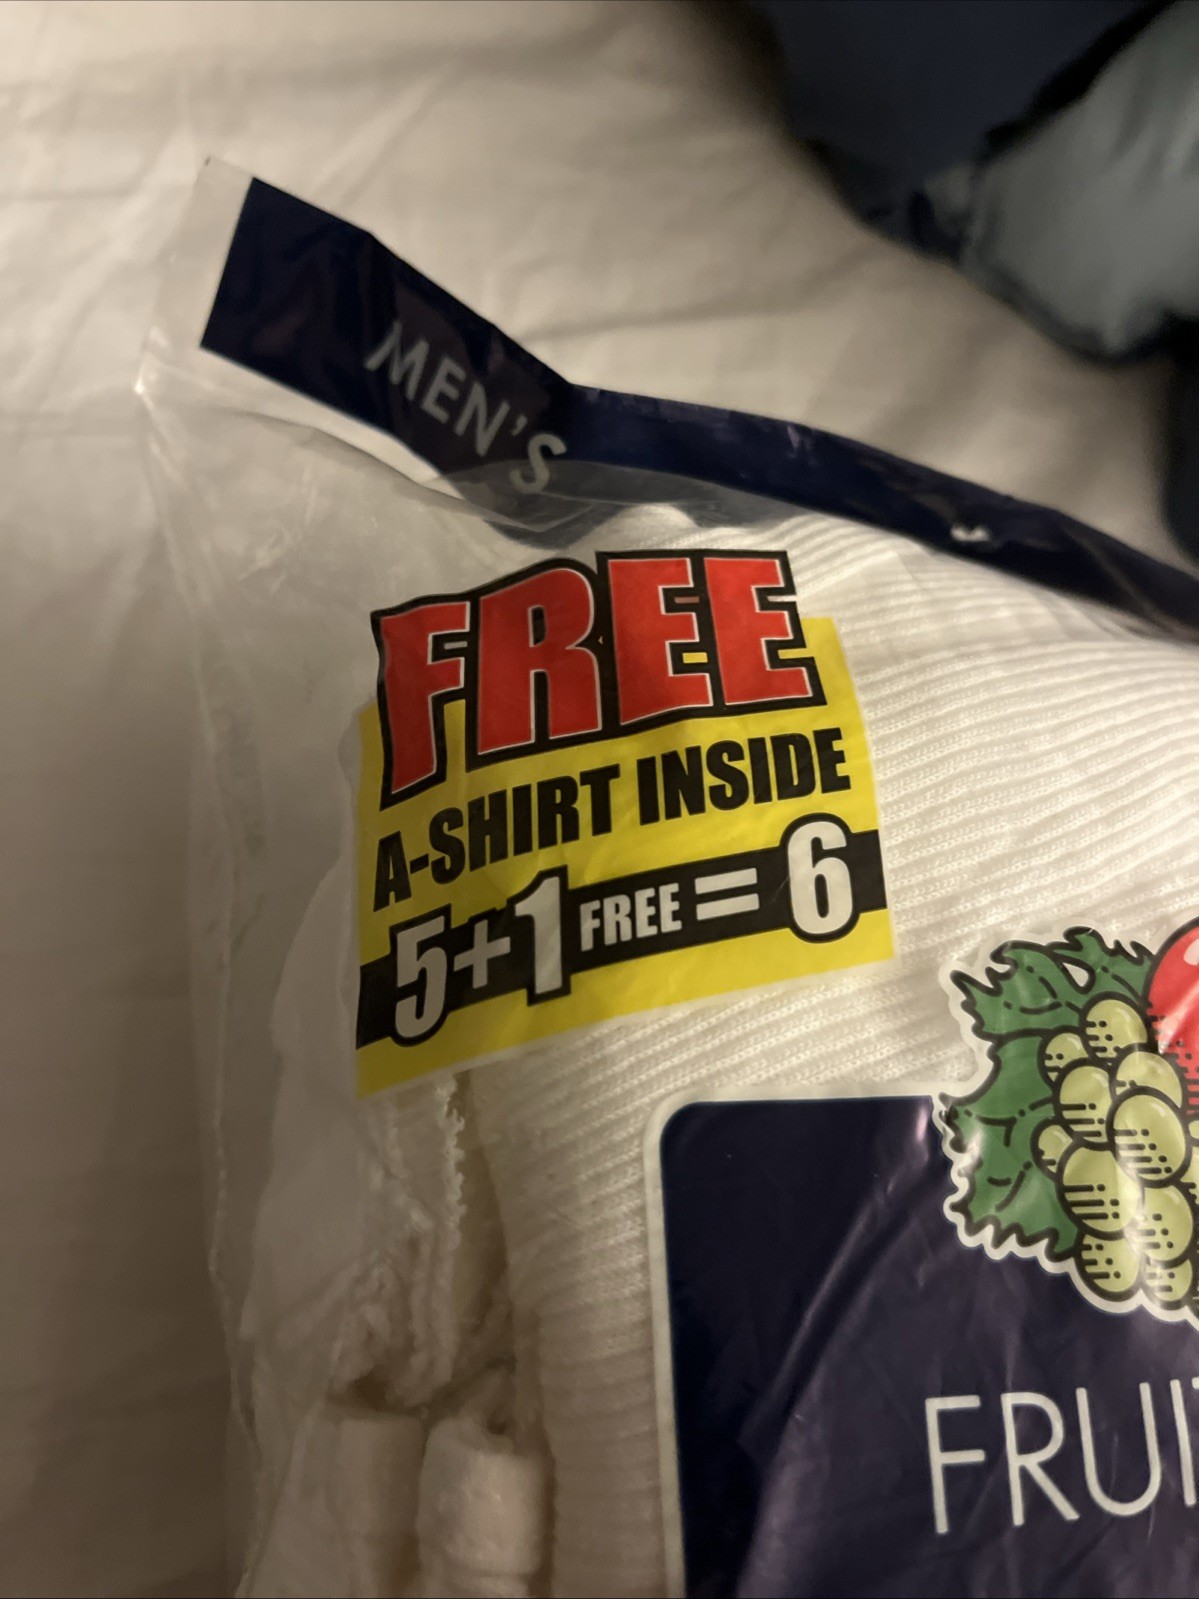 MEN'S
FREE
A-SHIRT INSIDE
5+1 FREE = 6
FRUIT